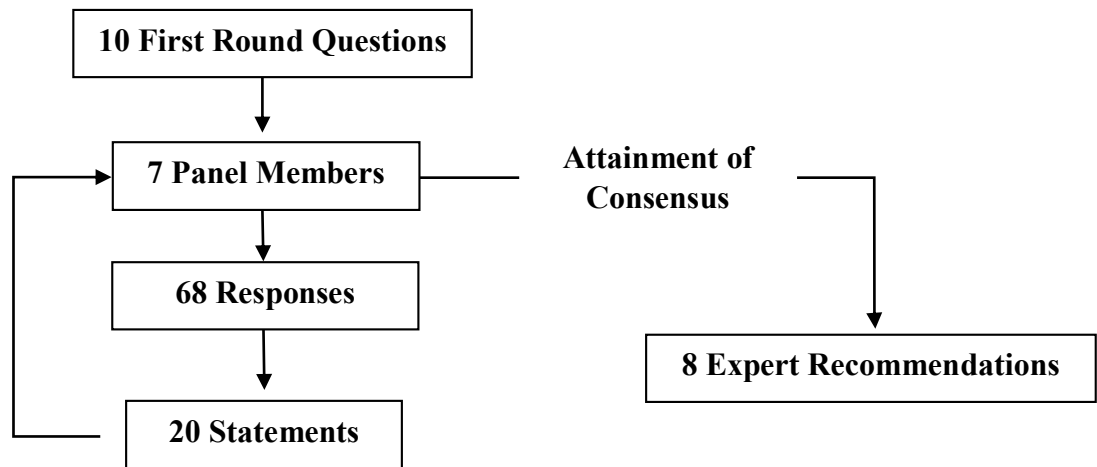 10 First Round Questions
7 Panel Members
Attainment of
Consensus
68 Responses
8 Expert Recommendations
20 Statements